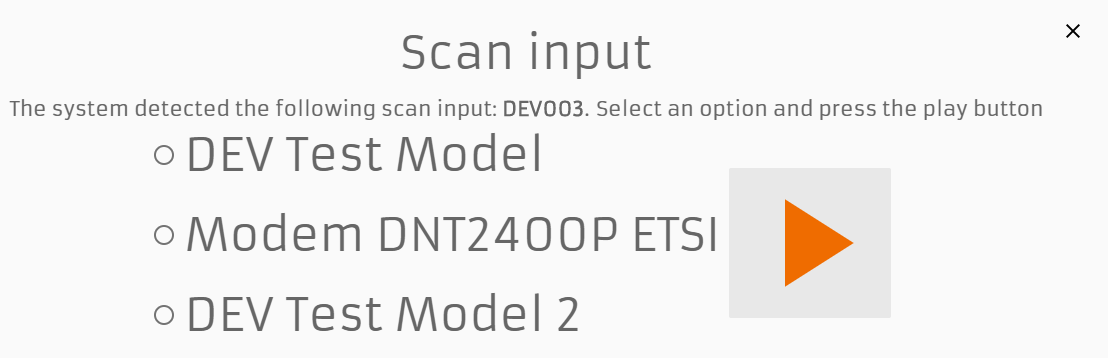 Scan input
The system detected the following scan input: DEV003. Select an option and press the play button
DEV Test Model
Modem DNT2400P ETSI
DEV Test Model 2